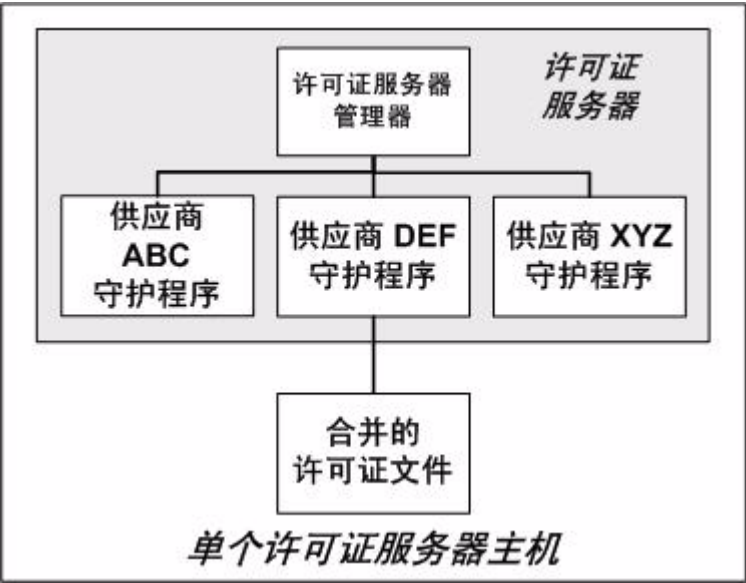 许可证服务器
管理器
许可证
服务器
供应商
ABC
守护程序
供应商 DEF
守护程序
供应商 XYZ
守护程序
合并的
许可证文件
单个许可证服务器主机